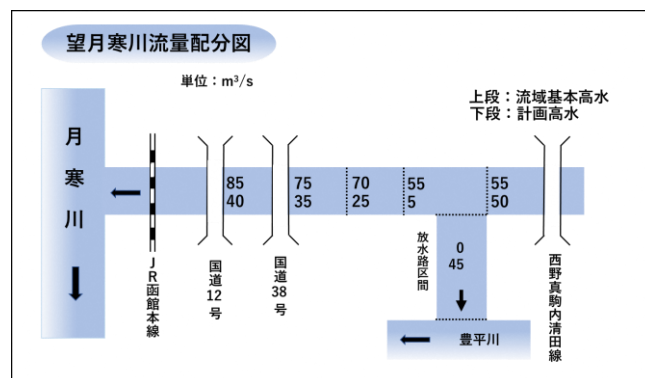 望月寒川流量配分図
単位：m³/s
上段：流域基本高水
下段：計画高水
月寒川
85
40
75
35
70
25
55
5
55
50
放水路区間
0
45
JR函館本線
国道12号
国道38号
西野真駒内清田線
豊平川